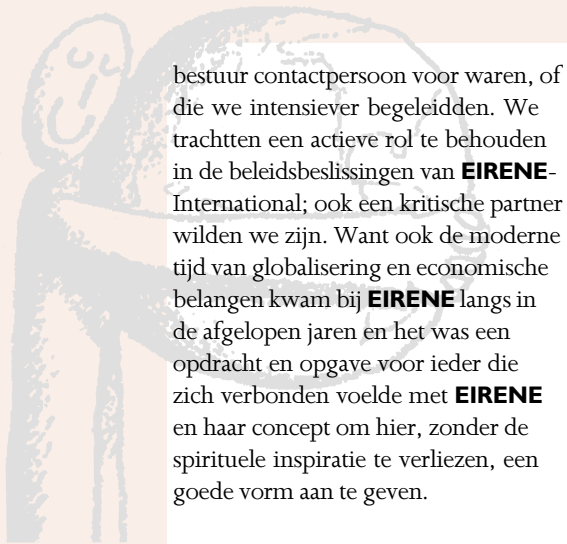 bestuur contactpersoon voor waren, of
die we intensiever begeleidden. We
trachtten een actieve rol te behouden
in de beleidsbeslissingen van EIRENE-
International; ook een kritische partner
wilden we zijn. Want ook de moderne
tijd van globalisering en economische
belangen kwam bij EIRENE langs in
de afgelopen jaren en het was een
opdracht en opgave voor ieder die
zich verbonden voelde met EIRENE
en haar concept om hier, zonder de
spirituele inspiratie te verliezen, een
goede vorm aan te geven.